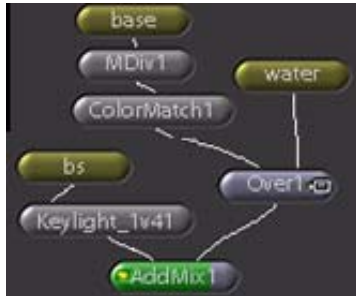 base
MDiv1
water
ColorMatch1
bs
Over1
Keylight_1v41
AddMix1